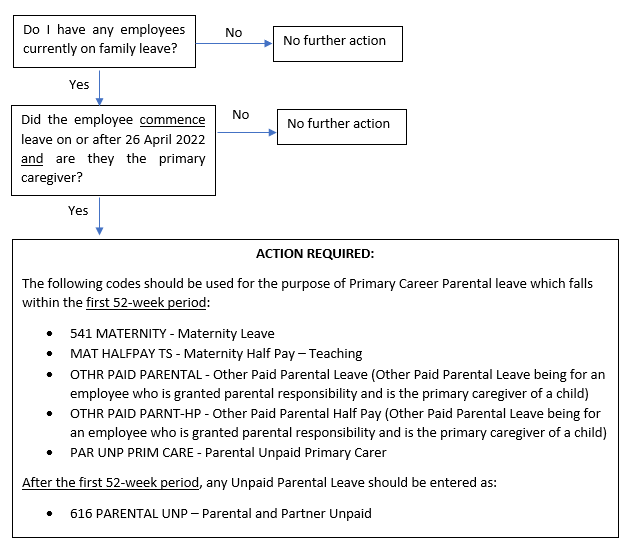 Do I have any employees
currently on family leave?
No
No further action
Yes
Did the employee commence
leave on or after 26 April 2022
and are they the primary
caregiver?
No
No further action
Yes
ACTION REQUIRED:
The following codes should be used for the purpose of Primary Career Parental leave which falls
within the first 52-week period:
• 541 MATERNITY - Maternity Leave
• MAT HALFPAY TS - Maternity Half Pay – Teaching
• OTHR PAID PARENTAL - Other Paid Parental Leave (Other Paid Parental Leave being for an
employee who is granted parental responsibility and is the primary caregiver of a child)
• OTHR PAID PARNT-HP - Other Paid Parental Half Pay (Other Paid Parental Leave being for
an employee who is granted parental responsibility and is the primary caregiver of a child)
• PAR UNP PRIM CARE - Parental Unpaid Primary Carer
After the first 52-week period, any Unpaid Parental Leave should be entered as:
• 616 PARENTAL UNP – Parental and Partner Unpaid